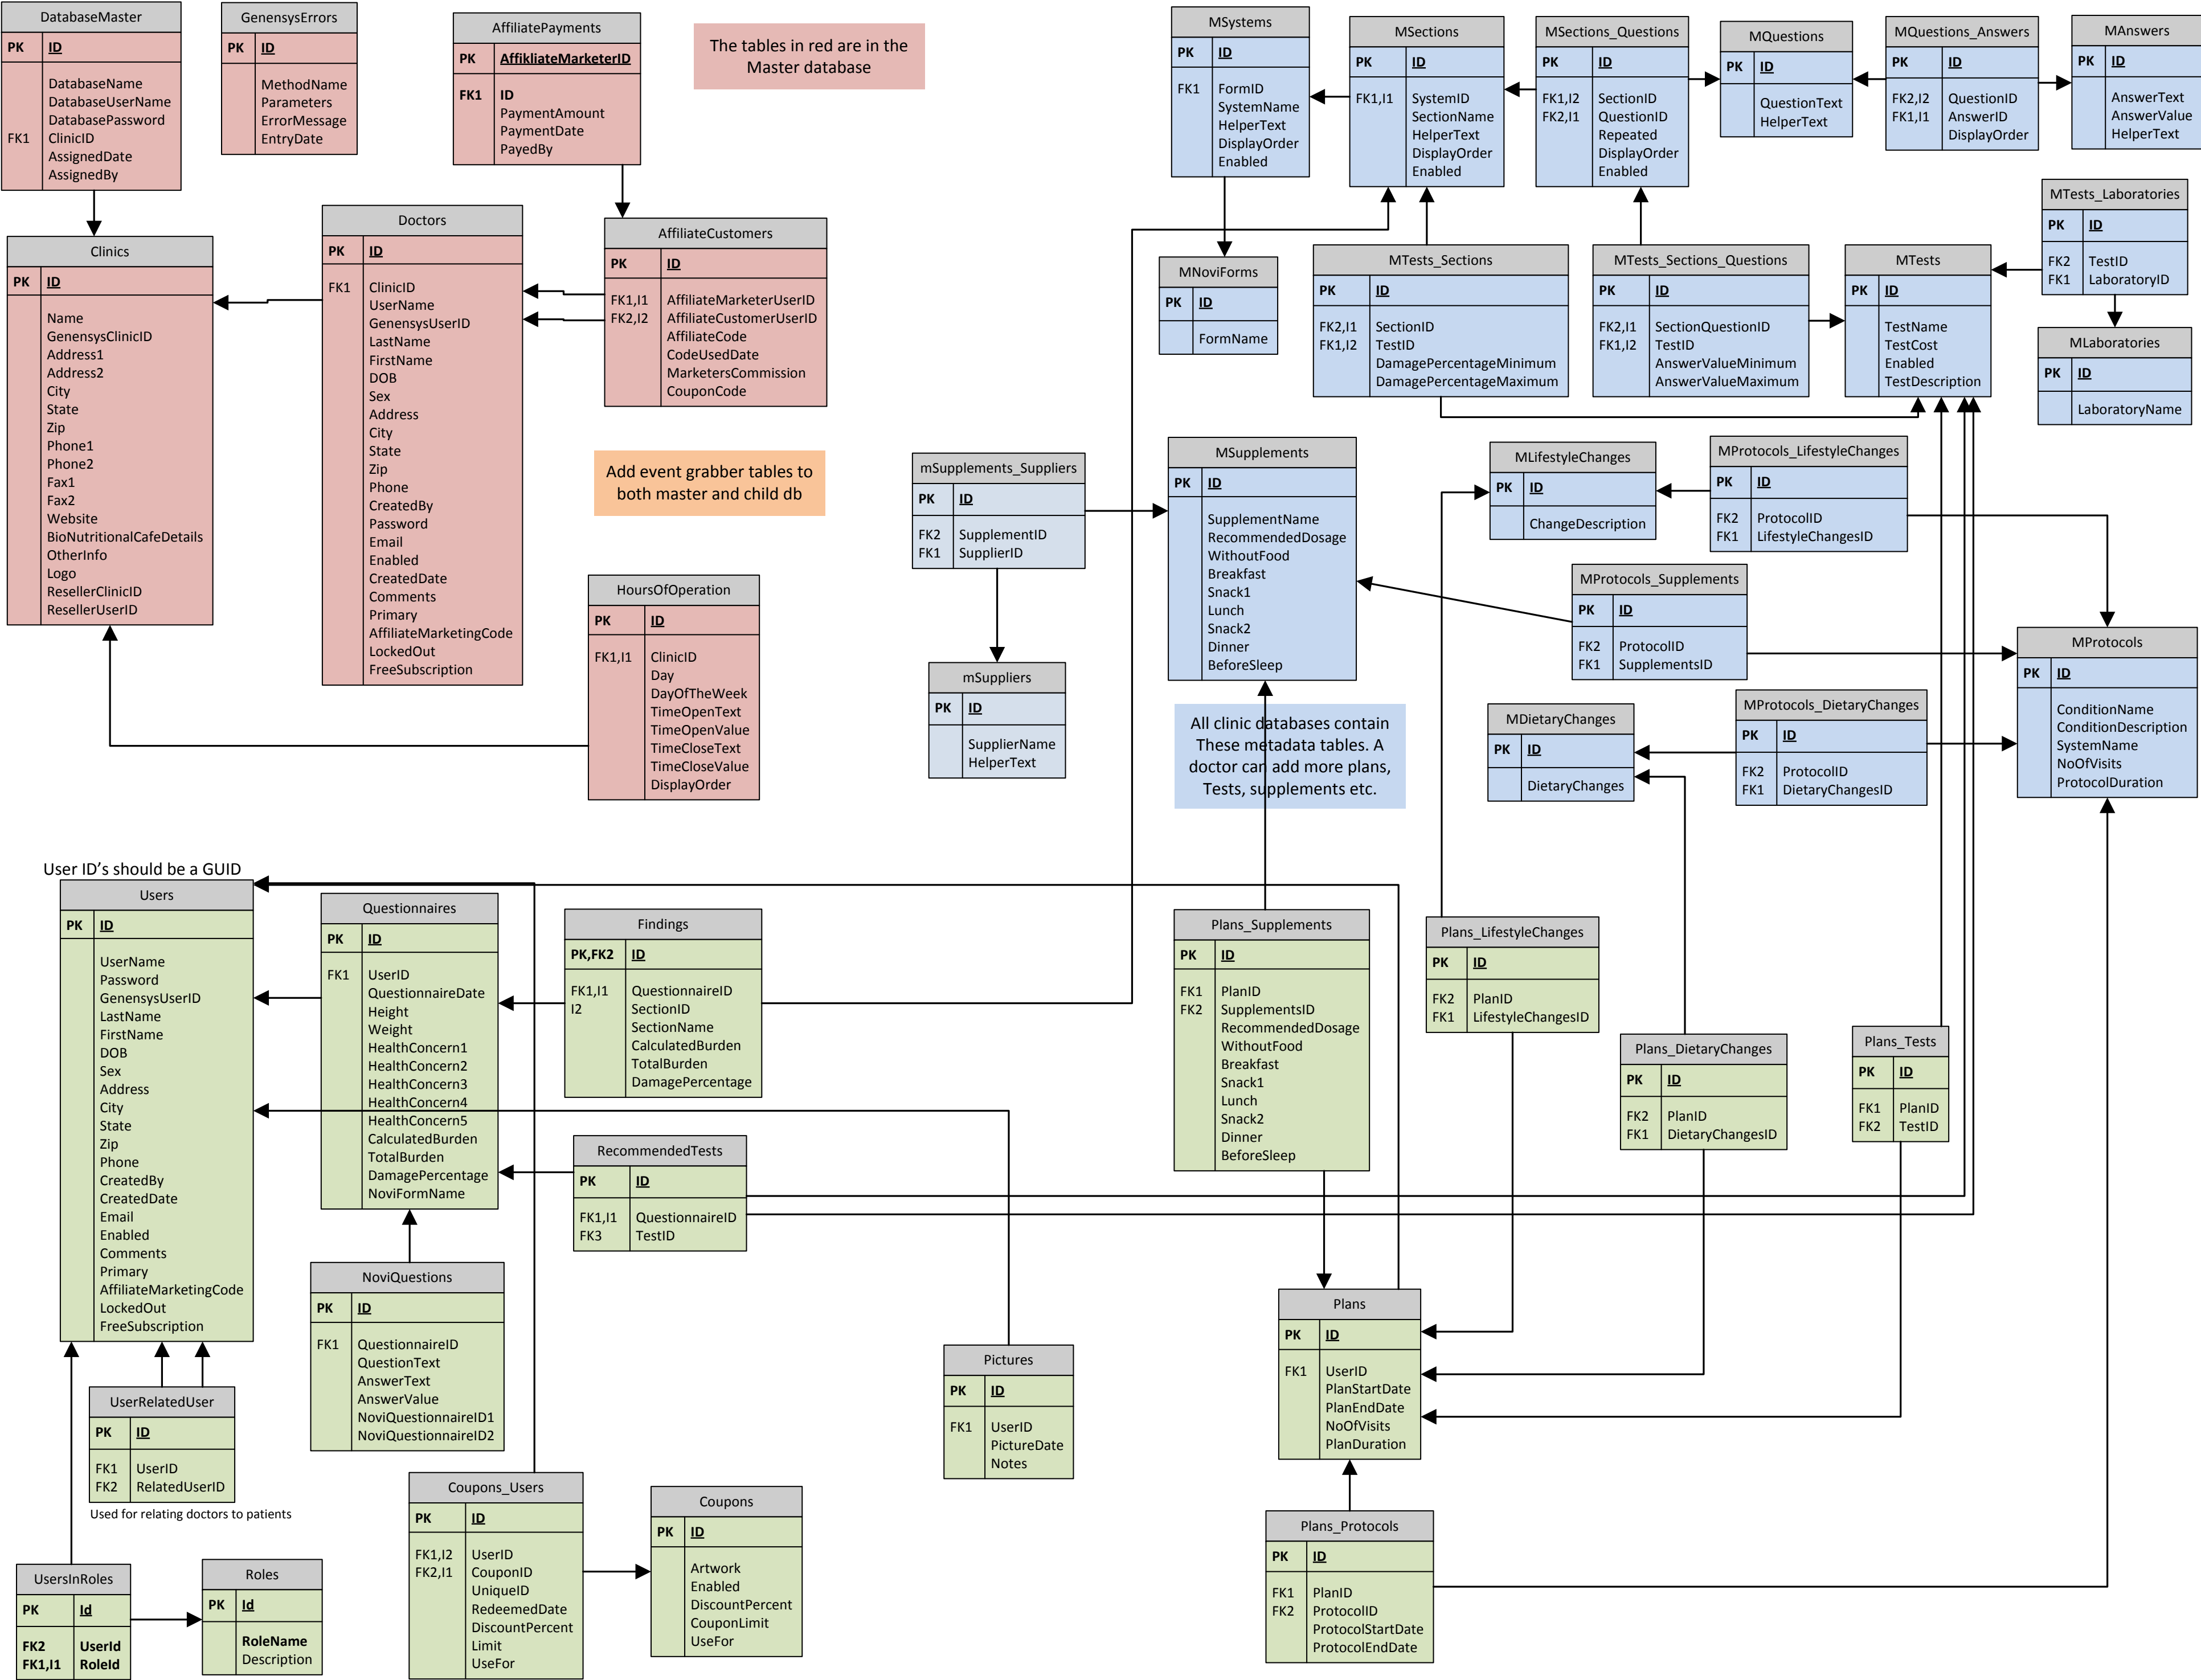 DatabaseMaster
PK ID
DatabaseName
DatabaseUserName
DatabasePassword
FK1 ClinicID
AssignedDate
AssignedBy
GenensysErrors
PK ID
MethodName
Parameters
ErrorMessage
EntryDate
AffiliatePayments
PK AffikliateMarketerID
FK1 ID
PaymentAmount
PaymentDate
PayedBy
The tables in red are in the
Master database
MSystems
PK ID
FK1 FormID
SystemName
HelperText
DisplayOrder
Enabled
MSections
PK ID
FK1,I1 SystemID
SectionName
HelperText
DisplayOrder
Enabled
MSections_Questions
PK ID
FK1,I2 SectionID
FK2,I1 QuestionID
Repeated
DisplayOrder
Enabled
MQuestions
PK ID
QuestionText
HelperText
MQuestions_Answers
PK ID
FK2,I2 QuestionID
FK1,I1 AnswerID
DisplayOrder
MAnswers
PK ID
AnswerText
AnswerValue
HelperText
Clinics
PK ID
Name
GenensysClinicID
Address1
Address2
City
State
Zip
Phone1
Phone2
Fax1
Fax2
Website
BioNutritionalCafeDetails
OtherInfo
Logo
ResellerClinicID
ResellerUserID
Doctors
PK ID
FK1 ClinicID
UserName
GenensysUserID
LastName
FirstName
DOB
Sex
Address
City
State
Zip
Phone
CreatedBy
Password
Email
Enabled
CreatedDate
Comments
Primary
AffiliateMarketingCode
LockedOut
FreeSubscription
AffiliateCustomers
PK ID
FK1,I1 AffiliateMarketerUserID
FK2,I2 AffiliateCustomerUserID
AffiliateCode
CodeUsedDate
MarketersCommission
CouponCode
Add event grabber tables to
both master and child db
HoursOfOperation
PK ID
FK1,I1 ClinicID
Day
DayOfTheWeek
TimeOpenText
TimeOpenValue
TimeCloseText
TimeCloseValue
DisplayOrder
MNoviForms
PK ID
FormName
MTests_Sections
PK ID
FK2,I1 SectionID
FK1,I2 TestID
DamagePercentageMinimum
DamagePercentageMaximum
MTests_Sections_Questions
PK ID
FK2,I1 SectionQuestionID
FK1,I2 TestID
AnswerValueMinimum
AnswerValueMaximum
MTests
PK ID
TestName
TestCost
Enabled
TestDescription
MTests_Laboratories
PK ID
FK2 TestID
FK1 LaboratoryID
MLaboratories
PK ID
LaboratoryName
mSupplements_Suppliers
PK ID
FK2 SupplementID
FK1 SupplierID
mSuppliers
PK ID
SupplierName
HelperText
MSupplements
PK ID
SupplementName
RecommendedDosage
WithoutFood
Breakfast
Snack1
Lunch
Snack2
Dinner
BeforeSleep
All clinic databases contain
These metadata tables. A
doctor can add more plans,
Tests, supplements etc.
MLifestyleChanges
PK ID
ChangeDescription
MProtocols_LifestyleChanges
PK ID
FK2 ProtocolID
FK1 LifestyleChangesID
MProtocols_Supplements
PK ID
FK2 ProtocolID
FK1 SupplementsID
MDietaryChanges
PK ID
DietaryChanges
MProtocols_DietaryChanges
PK ID
FK2 ProtocolID
FK1 DietaryChangesID
MProtocols
PK ID
ConditionName
ConditionDescription
SystemName
NoOfVisits
ProtocolDuration
User ID's should be a GUID
Users
PK ID
UserName
Password
GenensysUserID
LastName
FirstName
DOB
Sex
Address
City
State
Zip
Phone
CreatedBy
CreatedDate
Email
Enabled
Comments
Primary
AffiliateMarketingCode
LockedOut
FreeSubscription
Questionnaires
PK ID
FK1 UserID
QuestionnaireDate
Height
Weight
HealthConcern1
HealthConcern2
HealthConcern3
HealthConcern4
HealthConcern5
CalculatedBurden
TotalBurden
DamagePercentage
NoviFormName
Findings
PK,FK2 ID
FK1,I1 QuestionnaireID
I2 SectionID
SectionName
CalculatedBurden
TotalBurden
DamagePercentage
RecommendedTests
PK ID
FK1,I1 QuestionnaireID
FK3 TestID
NoviQuestions
PK ID
FK1 QuestionnaireID
QuestionText
AnswerText
AnswerValue
NoviQuestionnaireID1
NoviQuestionnaireID2
Plans_Supplements
PK ID
FK1 PlanID
FK2 SupplementsID
RecommendedDosage
WithoutFood
Breakfast
Snack1
Lunch
Snack2
Dinner
BeforeSleep
Plans_LifestyleChanges
PK ID
FK2 PlanID
FK1 LifestyleChangesID
Plans_DietaryChanges
PK ID
FK2 PlanID
FK1 DietaryChangesID
Plans_Tests
PK ID
FK1 PlanID
FK2 TestID
Plans
PK ID
FK1 UserID
PlanStartDate
PlanEndDate
NoOfVisits
PlanDuration
Pictures
PK ID
FK1 UserID
PictureDate
Notes
UserRelatedUser
PK ID
FK1 UserID
FK2 RelatedUserID
Used for relating doctors to patients
UsersInRoles
PK Id
FK2 UserId
FK1,I1 RoleId
Roles
PK Id
RoleName
Description
Coupons_Users
PK ID
FK1,I2 UserID
FK2,I1 CouponID
UniqueID
RedeemedDate
DiscountPercent
Limit
UseFor
Coupons
PK ID
Artwork
Enabled
DiscountPercent
CouponLimit
UseFor
Plans_Protocols
PK ID
FK1 PlanID
FK2 ProtocolID
ProtocolStartDate
ProtocolEndDate